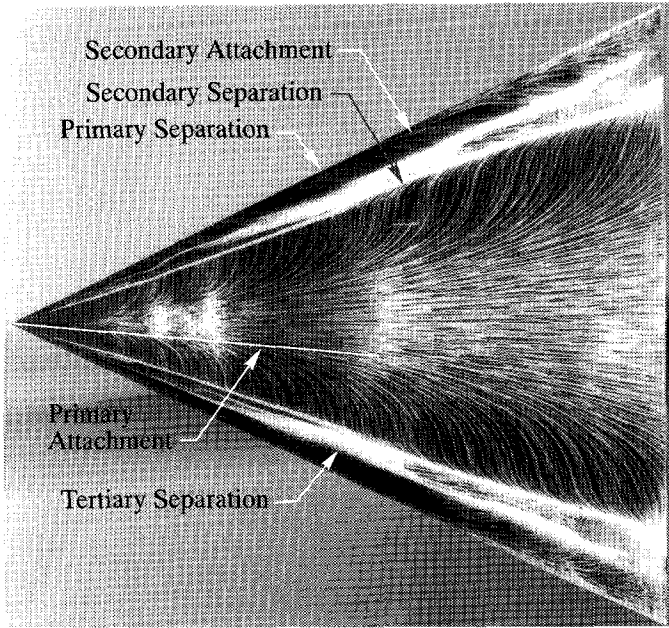 Secondary Attachment
Secondary Separation
Primary Separation
Primary
Attachment
Tertiary Separation